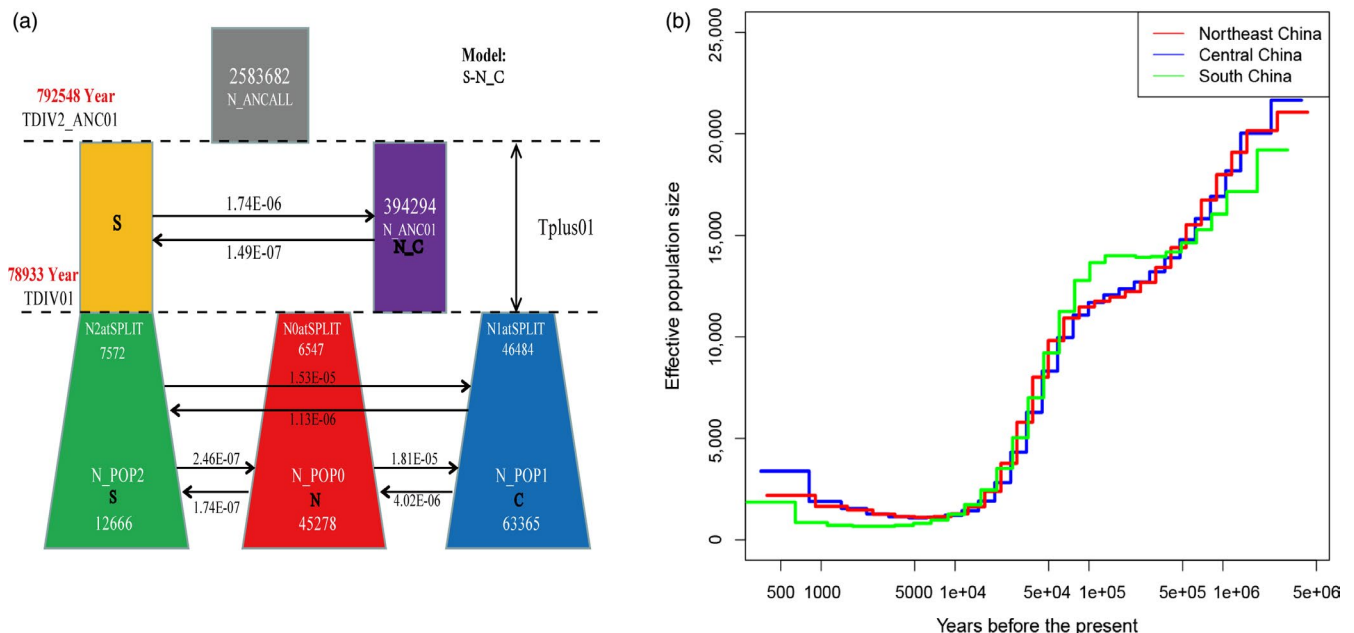 (a)
Model:
S-N_C
2583682
N_ANCALL
792548 Year
TDIV2_ANC01
S
1.74E-06
1.49E-07
394294
N_ANC01
N_C
Tplus01
78933 Year
TDIV01
N2atSPLIT
7572
N0atSPLIT
6547
N1atSPLIT
46484
1.53E-05
1.13E-06
2.46E-07
1.74E-07
1.81E-05
4.02E-06
N_POP2
S
12666
N_POP0
N
45278
N_POP1
C
63365
(b)
Northeast China
Central China
South China
Effective population size
25,000
20,000
15,000
10,000
5,000
0
500 1000 5000 1e+04 5e+04 1e+05 5e+05 1e+06 5e+06
Years before the present